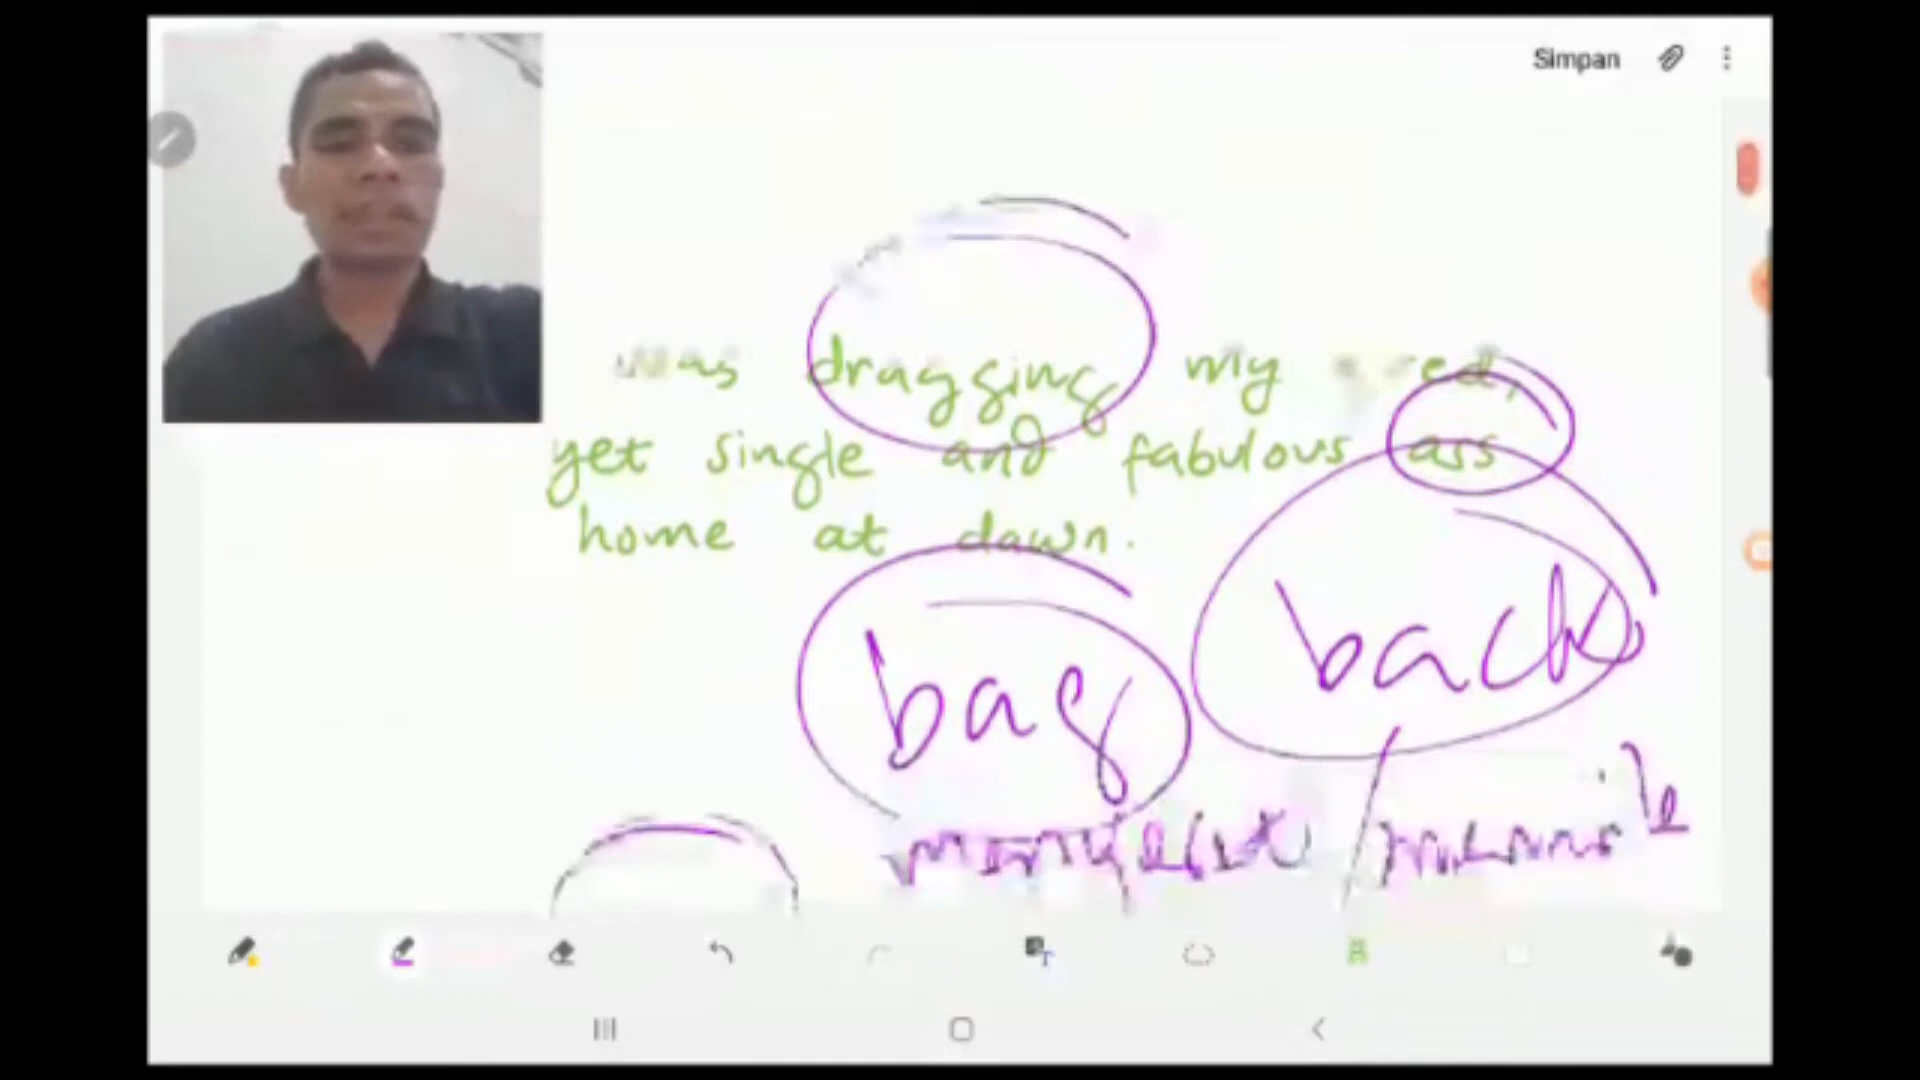 Simpan
was dragging my
yet single and fabulous ass
home at dawn.
bag back